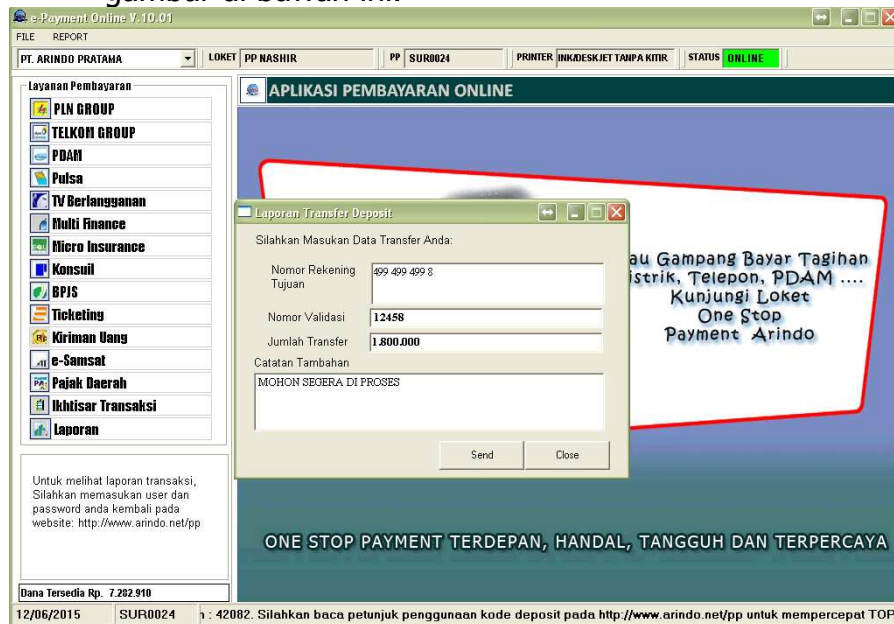 e-Payment Online V.10.01
FILE REPORT
PT. ARINDO PRATAMA LOKET PP NASHIR PP SUR0024 PRINTER INK/DESKJET TANPA KITIR STATUS ONLINE
Layanan Pembayaran
PLN GROUP
TELKOM GROUP
PDAM
Pulsa
TV Berlangganan
Multi Finance
Micro Insurance
Konsuil
BPJS
Ticketing
Kiriman Uang
e-Samsat
Pajak Daerah
Ikhtisar Transaksi
Laporan
Untuk melihat laporan transaksi,
Silahkan memasukan user dan
password anda kembali pada
website: http://www.arindo.net/pp
Dana Tersedia Rp. 7.282.910
APLIKASI PEMBAYARAN ONLINE
Laporan Transfer Deposit
Silahkan Masukan Data Transfer Anda:
Nomor Rekening
Tujuan
499 499 499 8
Nomor Validasi 12458
Jumlah Transfer 1.800.000
Catatan Tambahan
MOHON SEGERA DI PROSES
Send Close
au Gampang Bayar Tagihan
istrik, Telepon, PDAM ....
Kunjungi Loket
One Stop
Payment Arindo
ONE STOP PAYMENT TERDEPAN, HANDAL, TANGGUH DAN TERPERCAYA
12/06/2015 SUR0024 : 42082. Silahkan baca petunjuk penggunaan kode deposit pada http://www.arindo.net/pp untuk mempercepat TOP